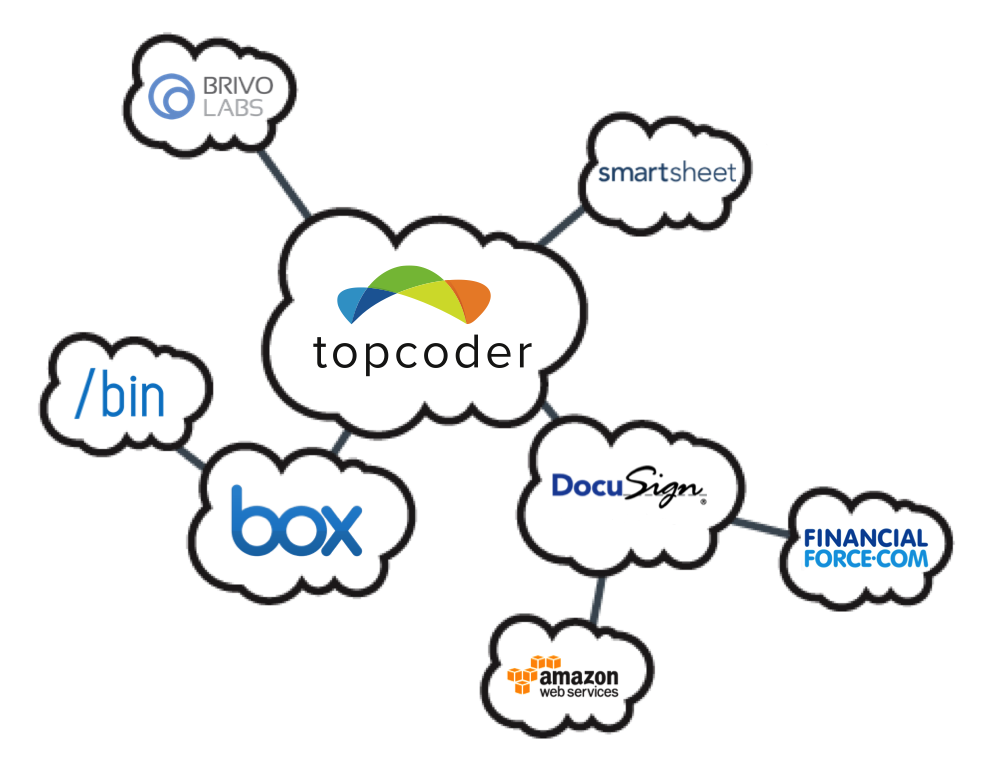 BRIVO
LABS
smartsheet
topcoder
/bin
box
DocuSign®
FINANCIAL
FORCE·COM
amazon
web services